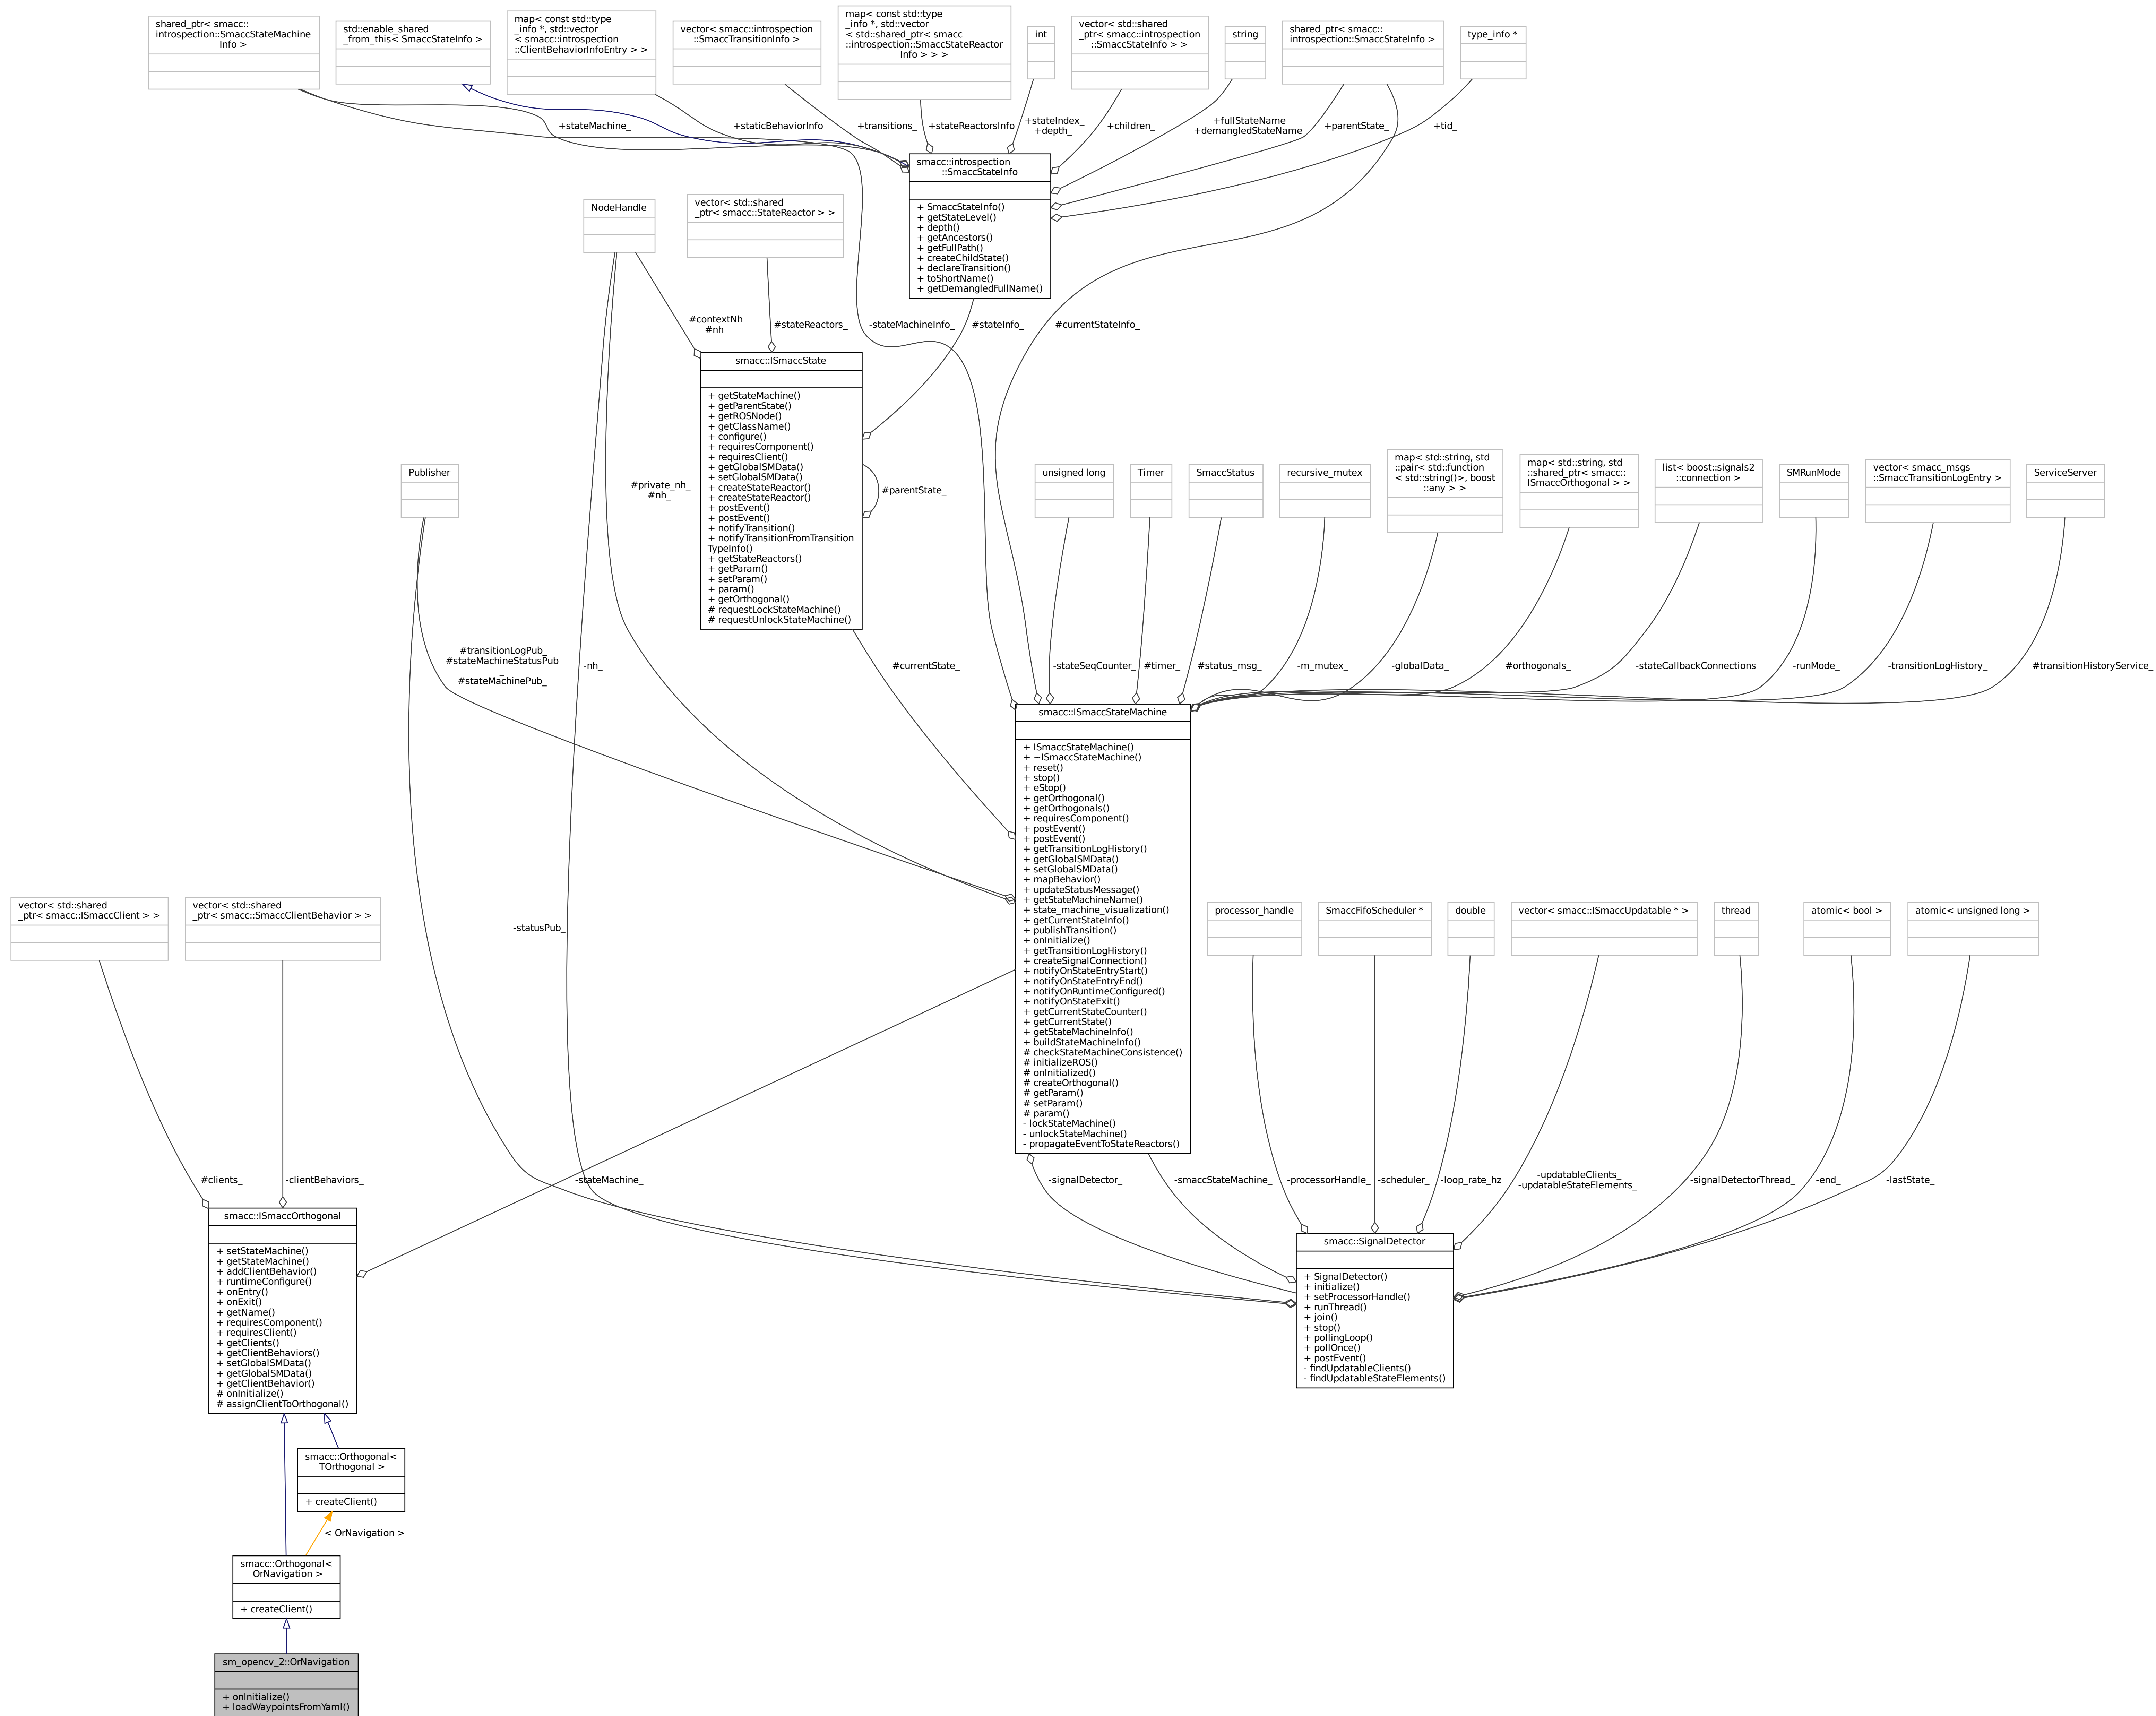 shared_ptr< smacc::
introspection::SmaccStateMachine
Info >
std::enable_shared
_from_this< SmaccStateInfo >
map< const std::type
_info *, std::vector
< smacc::introspection
::ClientBehaviorInfoEntry > >
vector< smacc::introspection
::SmaccTransitionInfo >
map< const std::type
_info *, std::vector
< std::shared_ptr< smacc
::introspection::SmaccStateReactor
Info > > >
int
vector< std::shared
_ptr< smacc::introspection
::SmaccStateInfo > >
string
shared_ptr< smacc::
introspection::SmaccStateInfo >
type_info *
+stateMachine_
+staticBehaviorInfo
+transitions_
+stateReactorsInfo
+stateIndex_
+depth_
+children_
+fullStateName
+demangledStateName
+parentState_
+tid_
smacc::introspection
::SmaccStateInfo
+ SmaccStateInfo()
+ getStateLevel()
+ depth()
+ getAncestors()
+ getFullPath()
+ createChildState()
+ declareTransition()
+ toShortName()
+ getDemangledFullName()
NodeHandle
vector< std::shared
_ptr< smacc::StateReactor > >
#contextNh
#nh
#stateReactors_
-stateMachineInfo_
#stateInfo_
#currentStateInfo_
smacc::ISmaccState
+ getStateMachine()
+ getParentState()
+ getROSNode()
+ getClassName()
+ configure()
+ requiresComponent()
+ requiresClient()
+ getGlobalSMData()
+ setGlobalSMData()
+ createStateReactor()
+ createStateReactor()
+ postEvent()
+ postEvent()
+ notifyTransition()
+ notifyTransitionFromTransition
TypeInfo()
+ getStateReactors()
+ getParam()
+ setParam()
+ param()
+ getOrthogonal()
# requestLockStateMachine()
# requestUnlockStateMachine()
#parentState_
Publisher
#private_nh_
#nh_
unsigned long
Timer
SmaccStatus
recursive_mutex
map< std::string, std
::pair< std::function
< std::string()>, boost
::any > >
map< std::string, std
::shared_ptr< smacc::
ISmaccOrthogonal > >
list< boost::signals2
::connection >
SMRunMode
vector< smacc_msgs
::SmaccTransitionLogEntry >
ServiceServer
#transitionLogPub_
#stateMachineStatusPub
_
#stateMachinePub_
-nh_
#currentState_
-stateSeqCounter_
#timer_
#status_msg_
-m_mutex_
-globalData_
#orthogonals_
-stateCallbackConnections
-runMode_
-transitionLogHistory_
#transitionHistoryService_
smacc::ISmaccStateMachine
+ ISmaccStateMachine()
+ ~ISmaccStateMachine()
+ reset()
+ stop()
+ eStop()
+ getOrthogonal()
+ getOrthogonals()
+ requiresComponent()
+ postEvent()
+ postEvent()
+ getTransitionLogHistory()
+ getGlobalSMData()
+ setGlobalSMData()
+ mapBehavior()
+ updateStatusMessage()
+ getStateMachineName()
+ state_machine_visualization()
+ getCurrentStateInfo()
+ publishTransition()
+ onInitialize()
+ getTransitionLogHistory()
+ createSignalConnection()
+ notifyOnStateEntryStart()
+ notifyOnStateEntryEnd()
+ notifyOnRuntimeConfigured()
+ notifyOnStateExit()
+ getCurrentStateCounter()
+ getCurrentState()
+ getStateMachineInfo()
+ buildStateMachineInfo()
# checkStateMachineConsistence()
# initializeROS()
# onInitialized()
# createOrthogonal()
# getParam()
# setParam()
# param()
- lockStateMachine()
- unlockStateMachine()
- propagateEventToStateReactors()
vector< std::shared
_ptr< smacc::ISmaccClient > >
vector< std::shared
_ptr< smacc::SmaccClientBehavior > >
-statusPub_
processor_handle
SmaccFifoScheduler *
double
vector< smacc::ISmaccUpdatable * >
thread
atomic< bool >
atomic< unsigned long >
#clients_
-clientBehaviors_
-stateMachine_
-signalDetector_
-smaccStateMachine_
-processorHandle_
-scheduler_
-loop_rate_hz
-updatableClients_
-updatableStateElements_
-signalDetectorThread_
-end_
-lastState_
smacc::ISmaccOrthogonal
+ setStateMachine()
+ getStateMachine()
+ addClientBehavior()
+ runtimeConfigure()
+ onEntry()
+ onExit()
+ getName()
+ requiresComponent()
+ requiresClient()
+ getClients()
+ getClientBehaviors()
+ setGlobalSMData()
+ getGlobalSMData()
+ getClientBehavior()
# onInitialize()
# assignClientToOrthogonal()
smacc::SignalDetector
+ SignalDetector()
+ initialize()
+ setProcessorHandle()
+ runThread()
+ join()
+ stop()
+ pollingLoop()
+ pollOnce()
+ postEvent()
- findUpdatableClients()
- findUpdatableStateElements()
smacc::Orthogonal<
TOrthogonal >
+ createClient()
< OrNavigation >
smacc::Orthogonal<
OrNavigation >
+ createClient()
sm_opencv_2::OrNavigation
+ onInitialize()
+ loadWaypointsFromYaml()